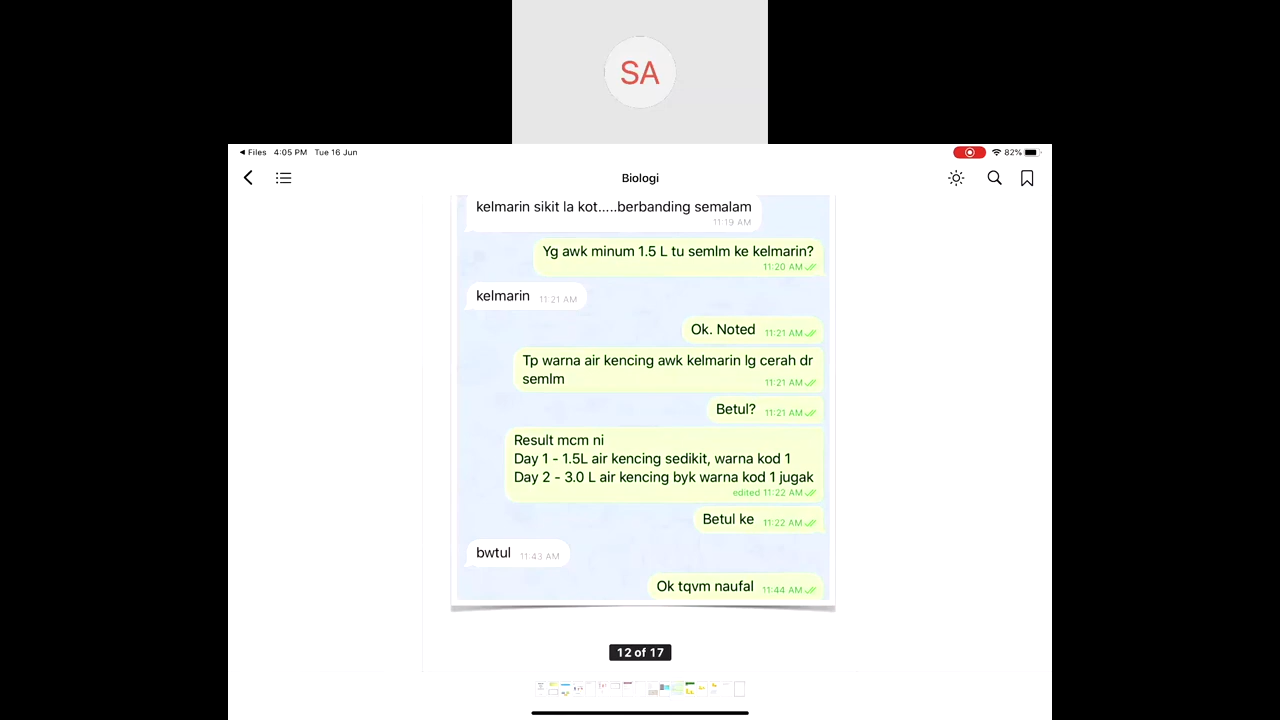 SA
Files 4:05 PM Tue 16 Jun
82%
Biologi
kelmarin sikit la kot.....berbanding semalam
11:19 AM
Yg awk minum 1.5 L tu semlm ke kelmarin?
11:20 AM
kelmarin 11:21 AM
Ok. Noted 11:21 AM
Tp warna air kencing awk kelmarin lg cerah dr
semlm
11:21 AM
Betul? 11:21 AM
Result mcm ni
Day 1 - 1.5L air kencing sedikit, warna kod 1
Day 2 - 3.0 L air kencing byk warna kod 1 jugak
edited 11:22 AM
Betul ke 11:22 AM
bwtul 11:43 AM
Ok tqvm naufal 11:44 AM
12 of 17